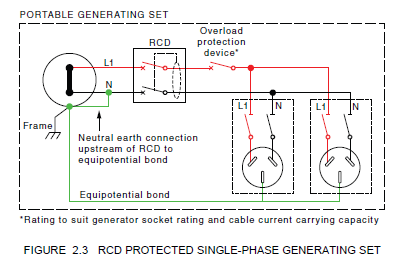 PORTABLE GENERATING SET
Overload
protection
device*
RCD
L1
N
L1
N
L1
N
Frame
Neutral earth connection
upstream of RCD to
equipotential bond
Equipotential bond
*Rating to suit generator socket rating and cable current carrying capacity
FIGURE 2.3 RCD PROTECTED SINGLE-PHASE GENERATING SET